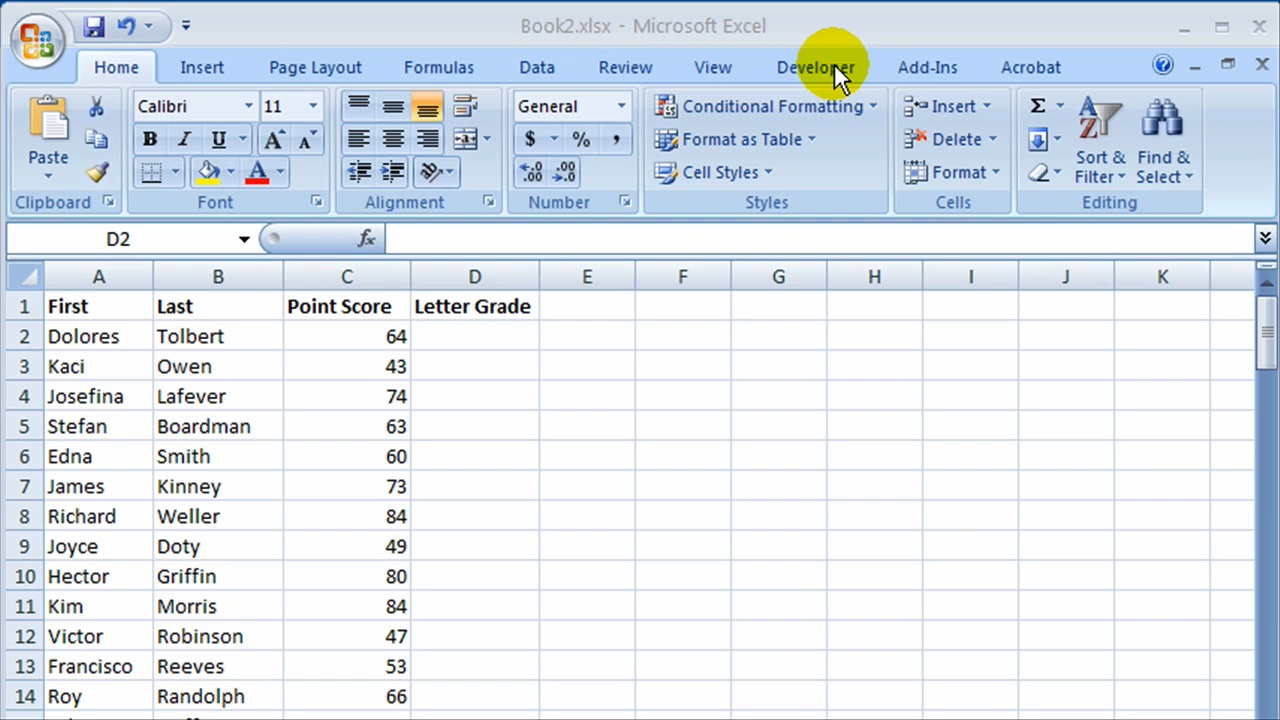 Book2.xlsx - Microsoft Excel
Home Insert Page Layout Formulas Data Review View Developer Add-Ins Acrobat
Paste
Clipboard
Calibri 11
B I U A A
A
Font
Alignment
General
$ % ,
.0 .00 .00 .0
Number
Conditional Formatting
Format as Table
Cell Styles
Styles
Insert
Delete
Format
Cells
Σ
A Z
Sort & Filter
Find & Select
Editing
D2 fx
A B C D E F G H I J K
1 First Last Point Score Letter Grade
2 Dolores Tolbert 64
3 Kaci Owen 43
4 Josefina Lafever 74
5 Stefan Boardman 63
6 Edna Smith 60
7 James Kinney 73
8 Richard Weller 84
9 Joyce Doty 49
10 Hector Griffin 80
11 Kim Morris 84
12 Victor Robinson 47
13 Francisco Reeves 53
14 Roy Randolph 66